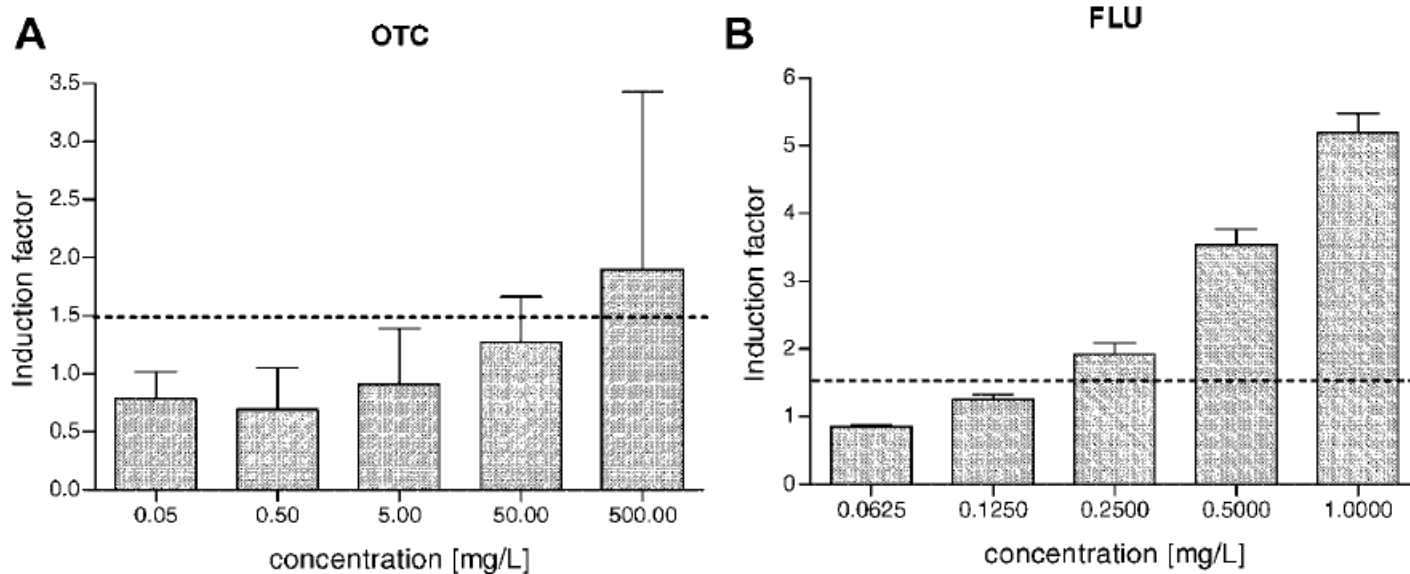 A
OTC
Induction factor
3.5
3.0
2.5
2.0
1.5
1.0
0.5
0.0
0.05 0.50 5.00 50.00 500.00
concentration [mg/L]
B
FLU
Induction factor
6
5
4
3
2
1
0
0.0625 0.1250 0.2500 0.5000 1.0000
concentration [mg/L]